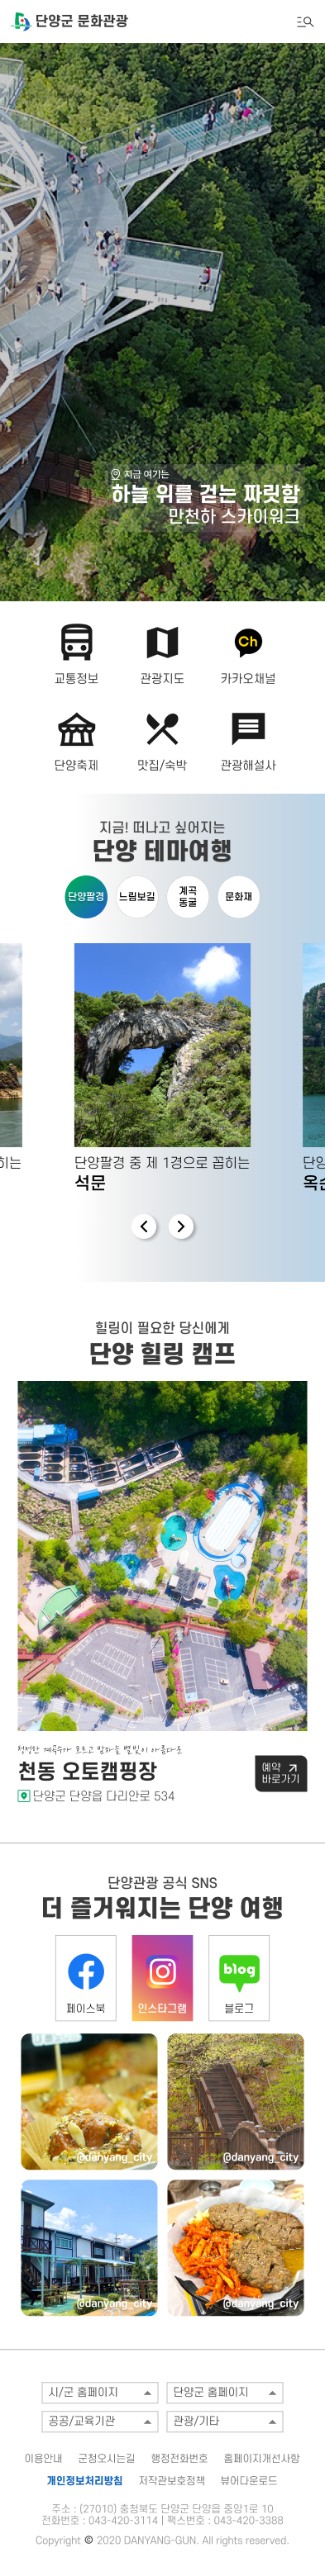 단양군 문화관광
지금 여기는
하늘 위를 걷는 짜릿함
만천하 스카이워크
교통정보
관광지도
Ch
카카오채널
단양축제
맛집/숙박
관광해설사
지금! 떠나고 싶어지는
단양 테마여행
단양팔경
느림보길
계곡
동굴
문화재
히는
단양팔경 중 제 1경으로 꼽히는
석문
단양
옥순
힐링이 필요한 당신에게
단양 힐링 캠프
청정한 계곡수가 흐르고 밤하늘 별빛이 아름다운
천동 오토캠핑장
단양군 단양읍 다리안로 534
예약
바로가기
단양관광 공식 SNS
더 즐거워지는 단양 여행
페이스북
인스타그램
blog
블로그
@danyang_city
@danyang_city
@danyang_city
@danyang_city
시/군 홈페이지
단양군 홈페이지
공공/교육기관
관광/기타
이용안내
군청오시는길
행정전화번호
홈페이지개선사항
개인정보처리방침
저작관보호정책
뷰어다운로드
주소 : (27010) 충청북도 단양군 단양읍 중앙1로 10
전화번호 : 043-420-3114 | 팩스번호 : 043-420-3388
Copyright © 2020 DANYANG-GUN. All rights reserved.